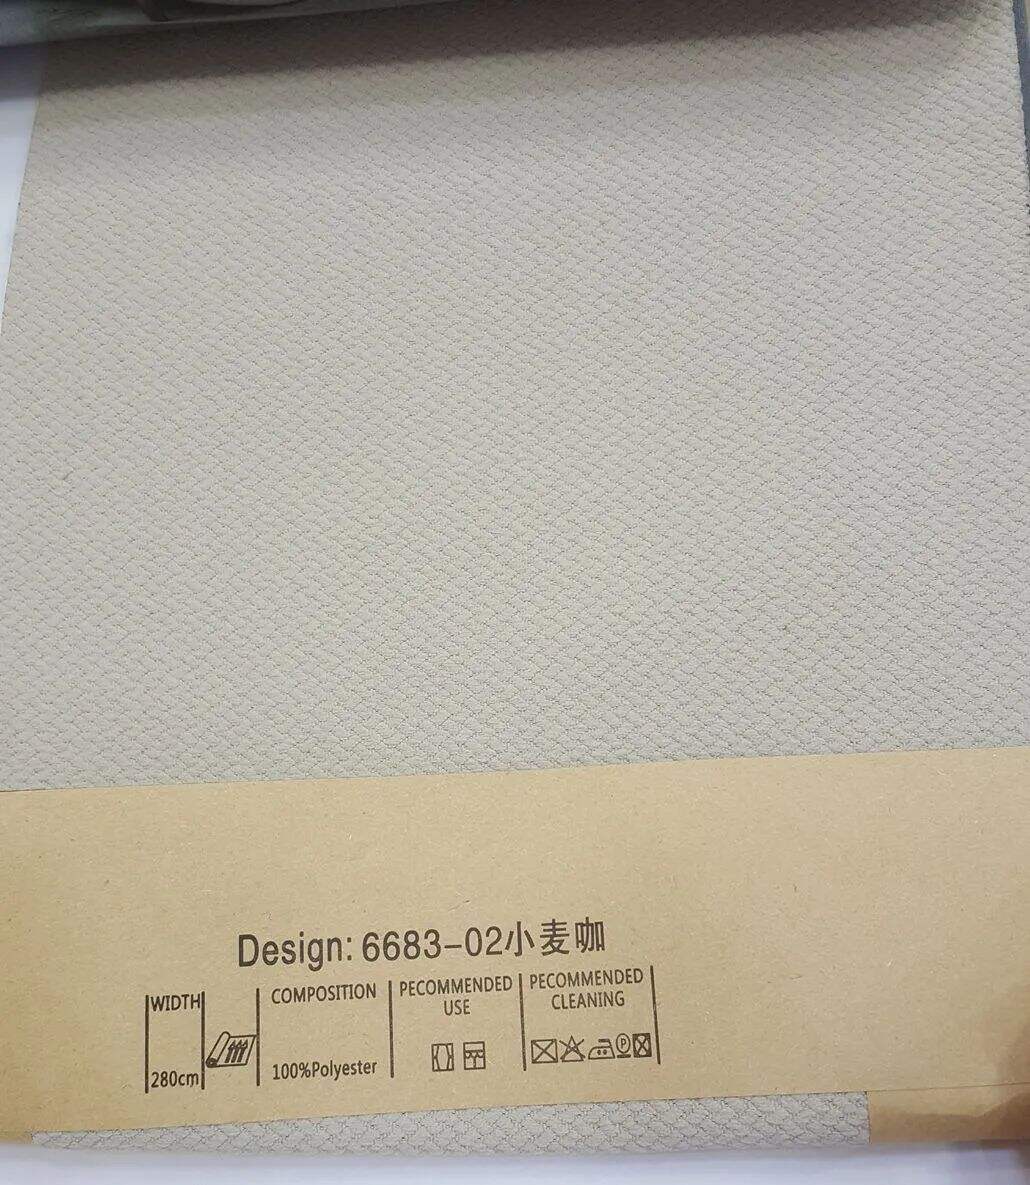 Design: 6683-02小麦咖
WIDTH
280cm
COMPOSITION
100%Polyester
PECOMMENDED
USE
PECOMMENDED
CLEANING
P